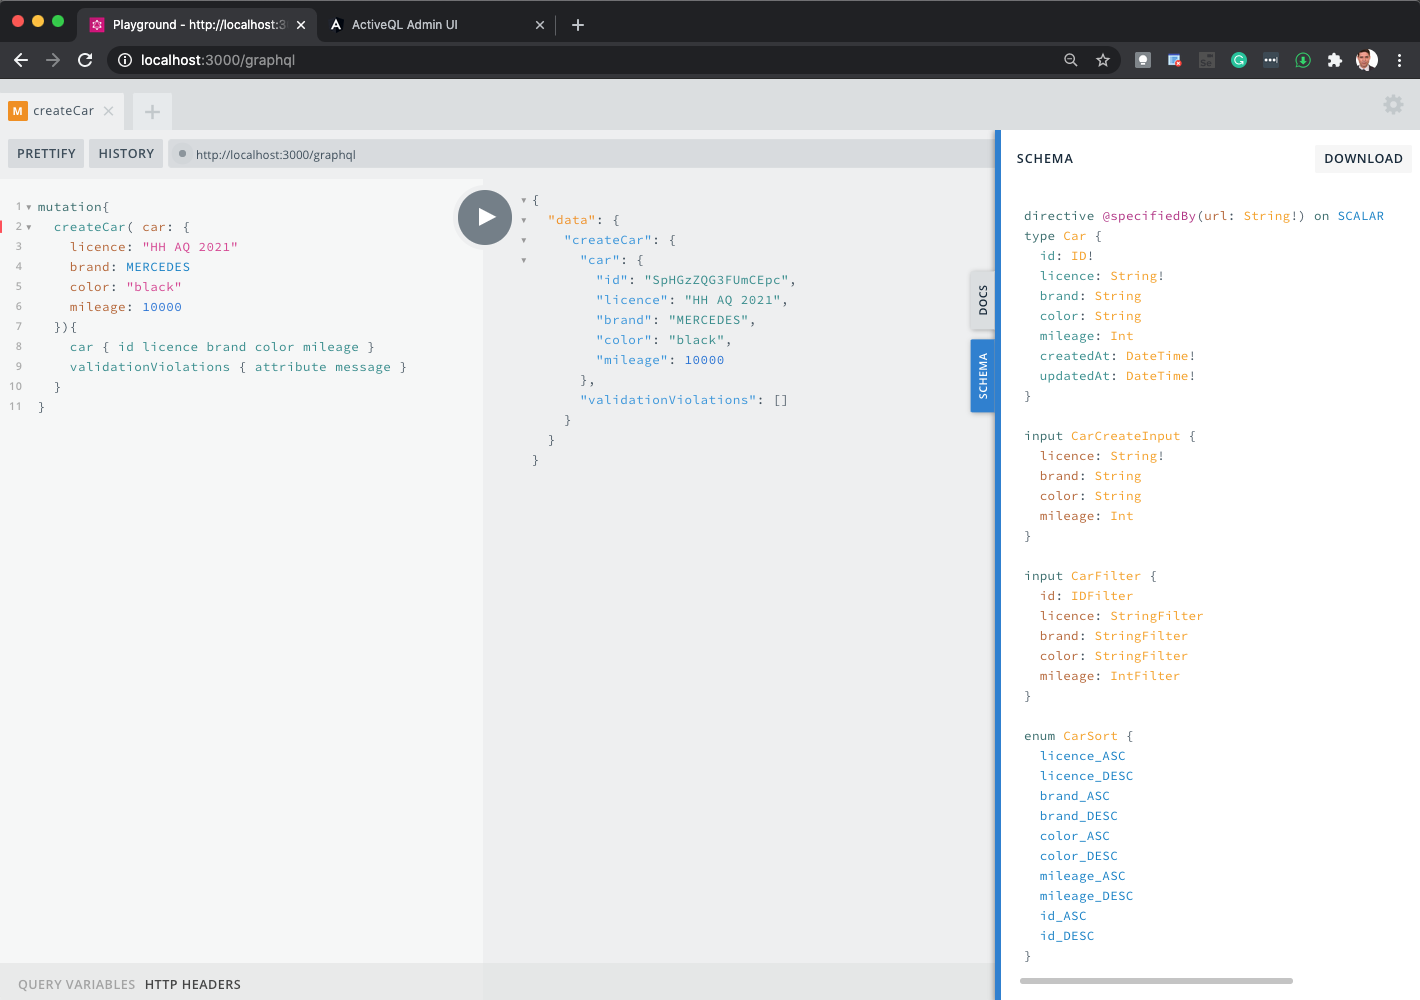 Playground - http://localhost:3
ActiveQL Admin UI
localhost:3000/graphql
M createCar
PRETTIFY
HISTORY
http://localhost:3000/graphql
1 mutation{
2 createCar( car: {
3 licence: "HH AQ 2021"
4 brand: MERCEDES
5 color: "black"
6 mileage: 10000
7 }){
8 car { id licence brand color mileage }
9 validationViolations { attribute message }
10 }
11 }
{
"data": {
"createCar": {
"car": {
"id": "SpHGzZQG3FUmCEpc",
"licence": "HH AQ 2021",
"brand": "MERCEDES",
"color": "black",
"mileage": 10000
},
"validationViolations": []
}
}
}
DOCS
SCHEMA
SCHEMA
DOWNLOAD
directive @specifiedBy(url: String!) on SCALAR
type Car {
id: ID!
licence: String!
brand: String
color: String
mileage: Int
createdAt: DateTime!
updatedAt: DateTime!
}
input CarCreateInput {
licence: String!
brand: String
color: String
mileage: Int
}
input CarFilter {
id: IDFilter
licence: StringFilter
brand: StringFilter
color: StringFilter
mileage: IntFilter
}
enum CarSort {
licence_ASC
licence_DESC
brand_ASC
brand_DESC
color_ASC
color_DESC
mileage_ASC
mileage_DESC
id_ASC
id_DESC
}
QUERY VARIABLES
HTTP HEADERS